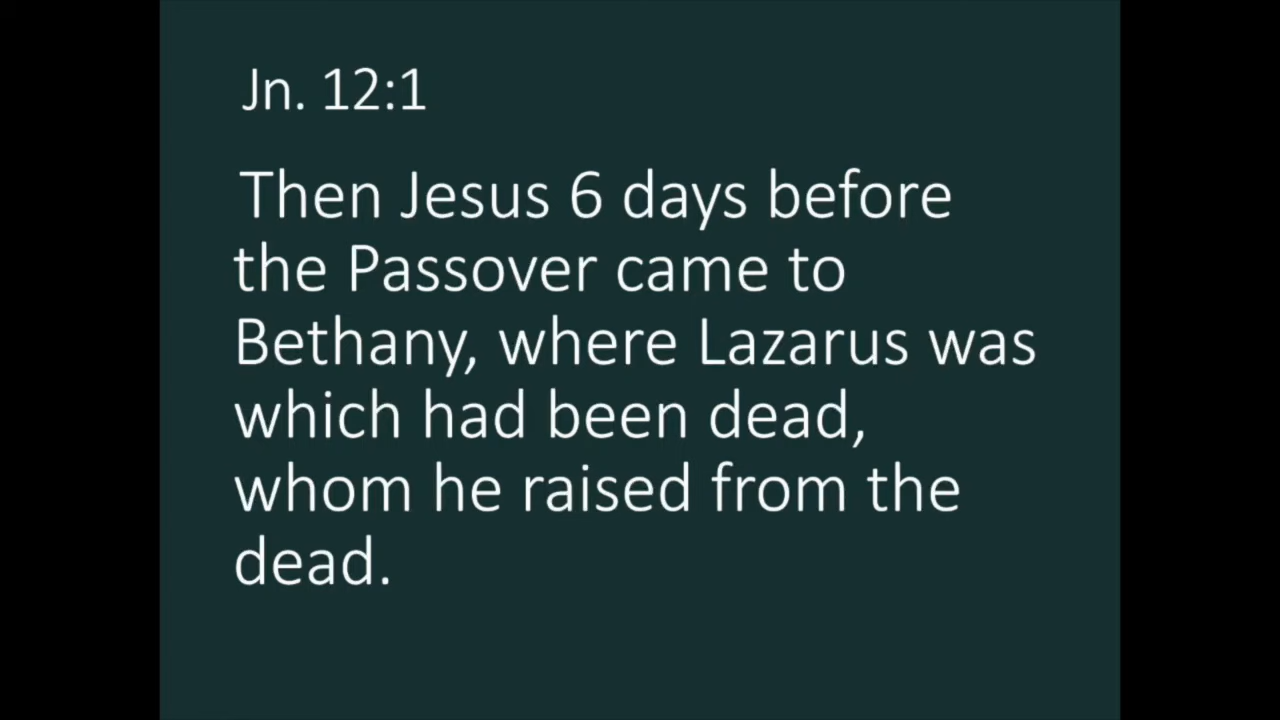 Jn. 12:1
Then Jesus 6 days before
the Passover came to
Bethany, where Lazarus was
which had been dead,
whom he raised from the
dead.